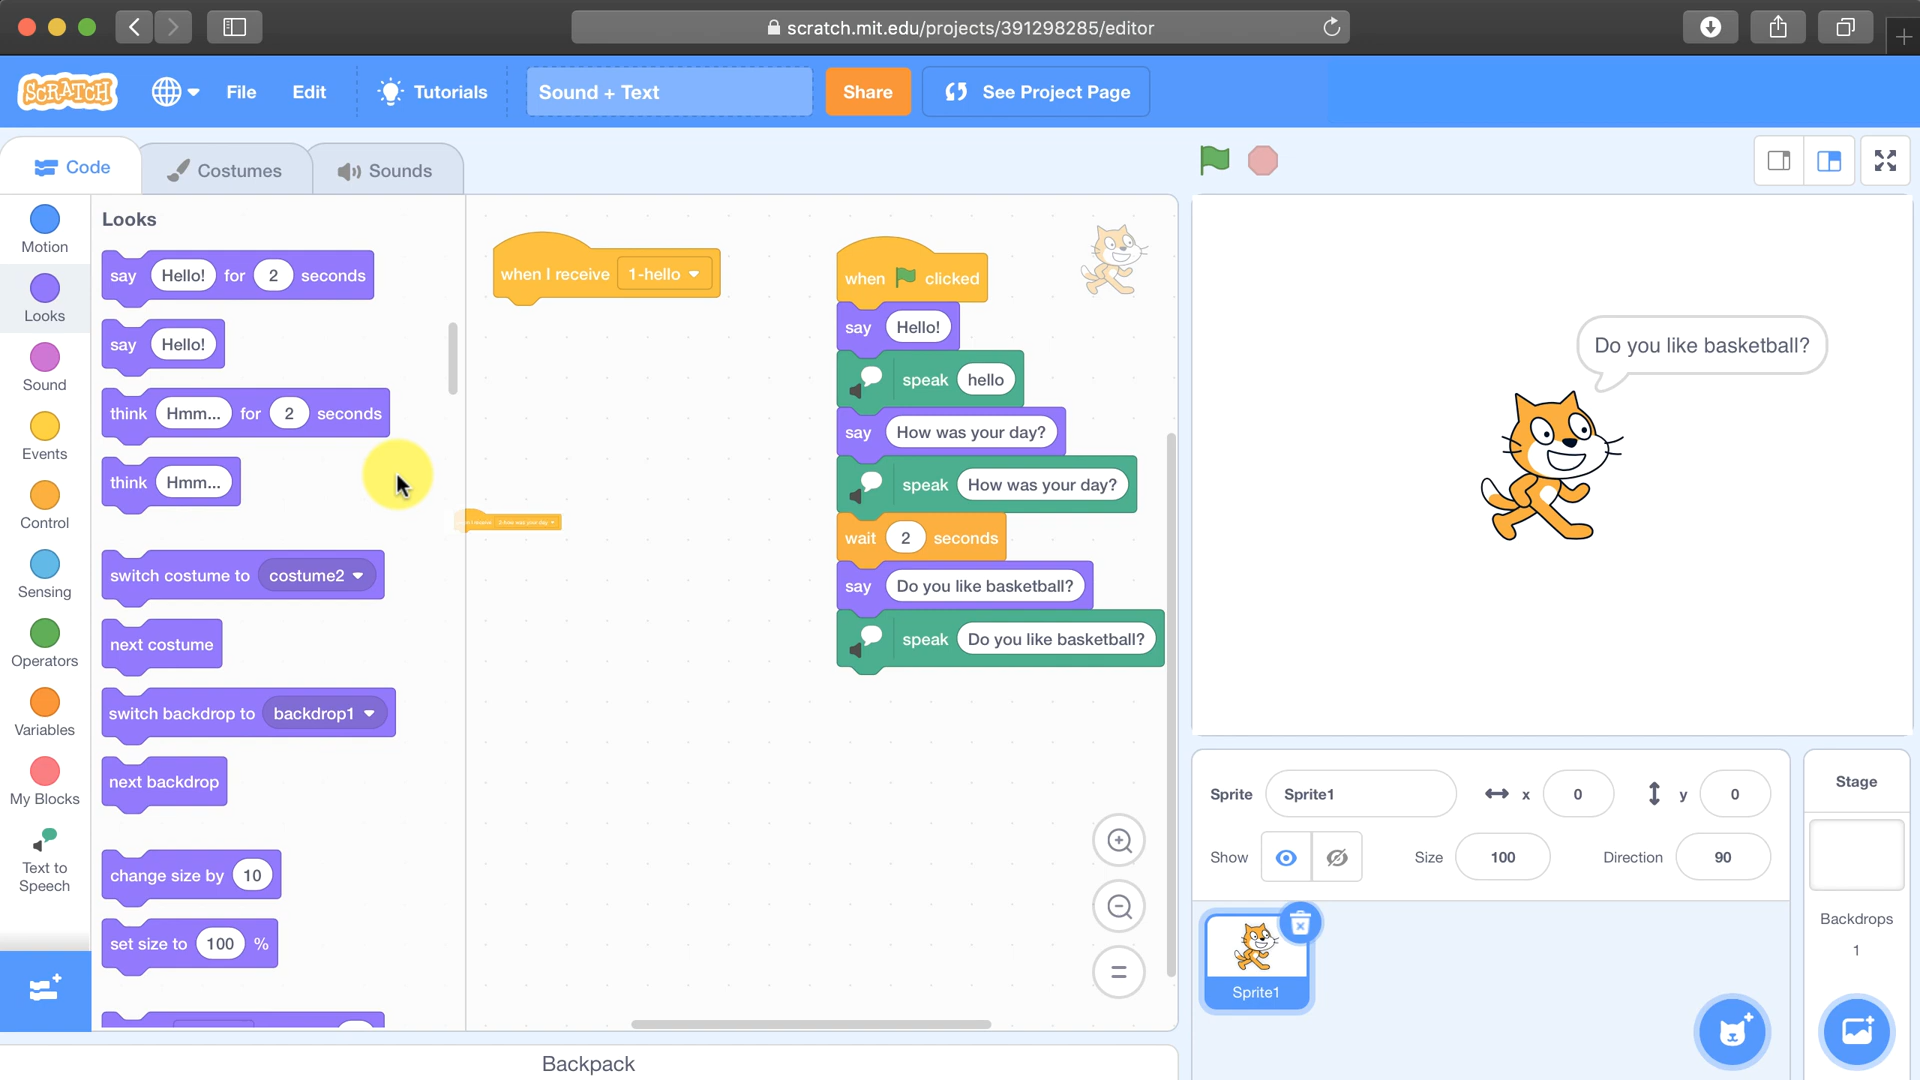 scratch.mit.edu/projects/391298285/editor
SCRATCH
File
Edit
Tutorials
Sound + Text
Share
See Project Page
Code
Costumes
Sounds
Motion
Looks
Sound
Events
Control
Sensing
Operators
Variables
My Blocks
Text to
Speech
Looks
say Hello! for 2 seconds
say Hello!
think Hmm... for 2 seconds
think Hmm...
switch costume to costume2
next costume
switch backdrop to backdrop1
next backdrop
change size by 10
set size to 100 %
when I receive 1-hello
when clicked
say Hello!
speak hello
say How was your day?
speak How was your day?
wait 2 seconds
say Do you like basketball?
speak Do you like basketball?
Do you like basketball?
Sprite Sprite1 x 0 y 0
Show Size 100 Direction 90
Sprite1
Stage
Backdrops
1
Backpack